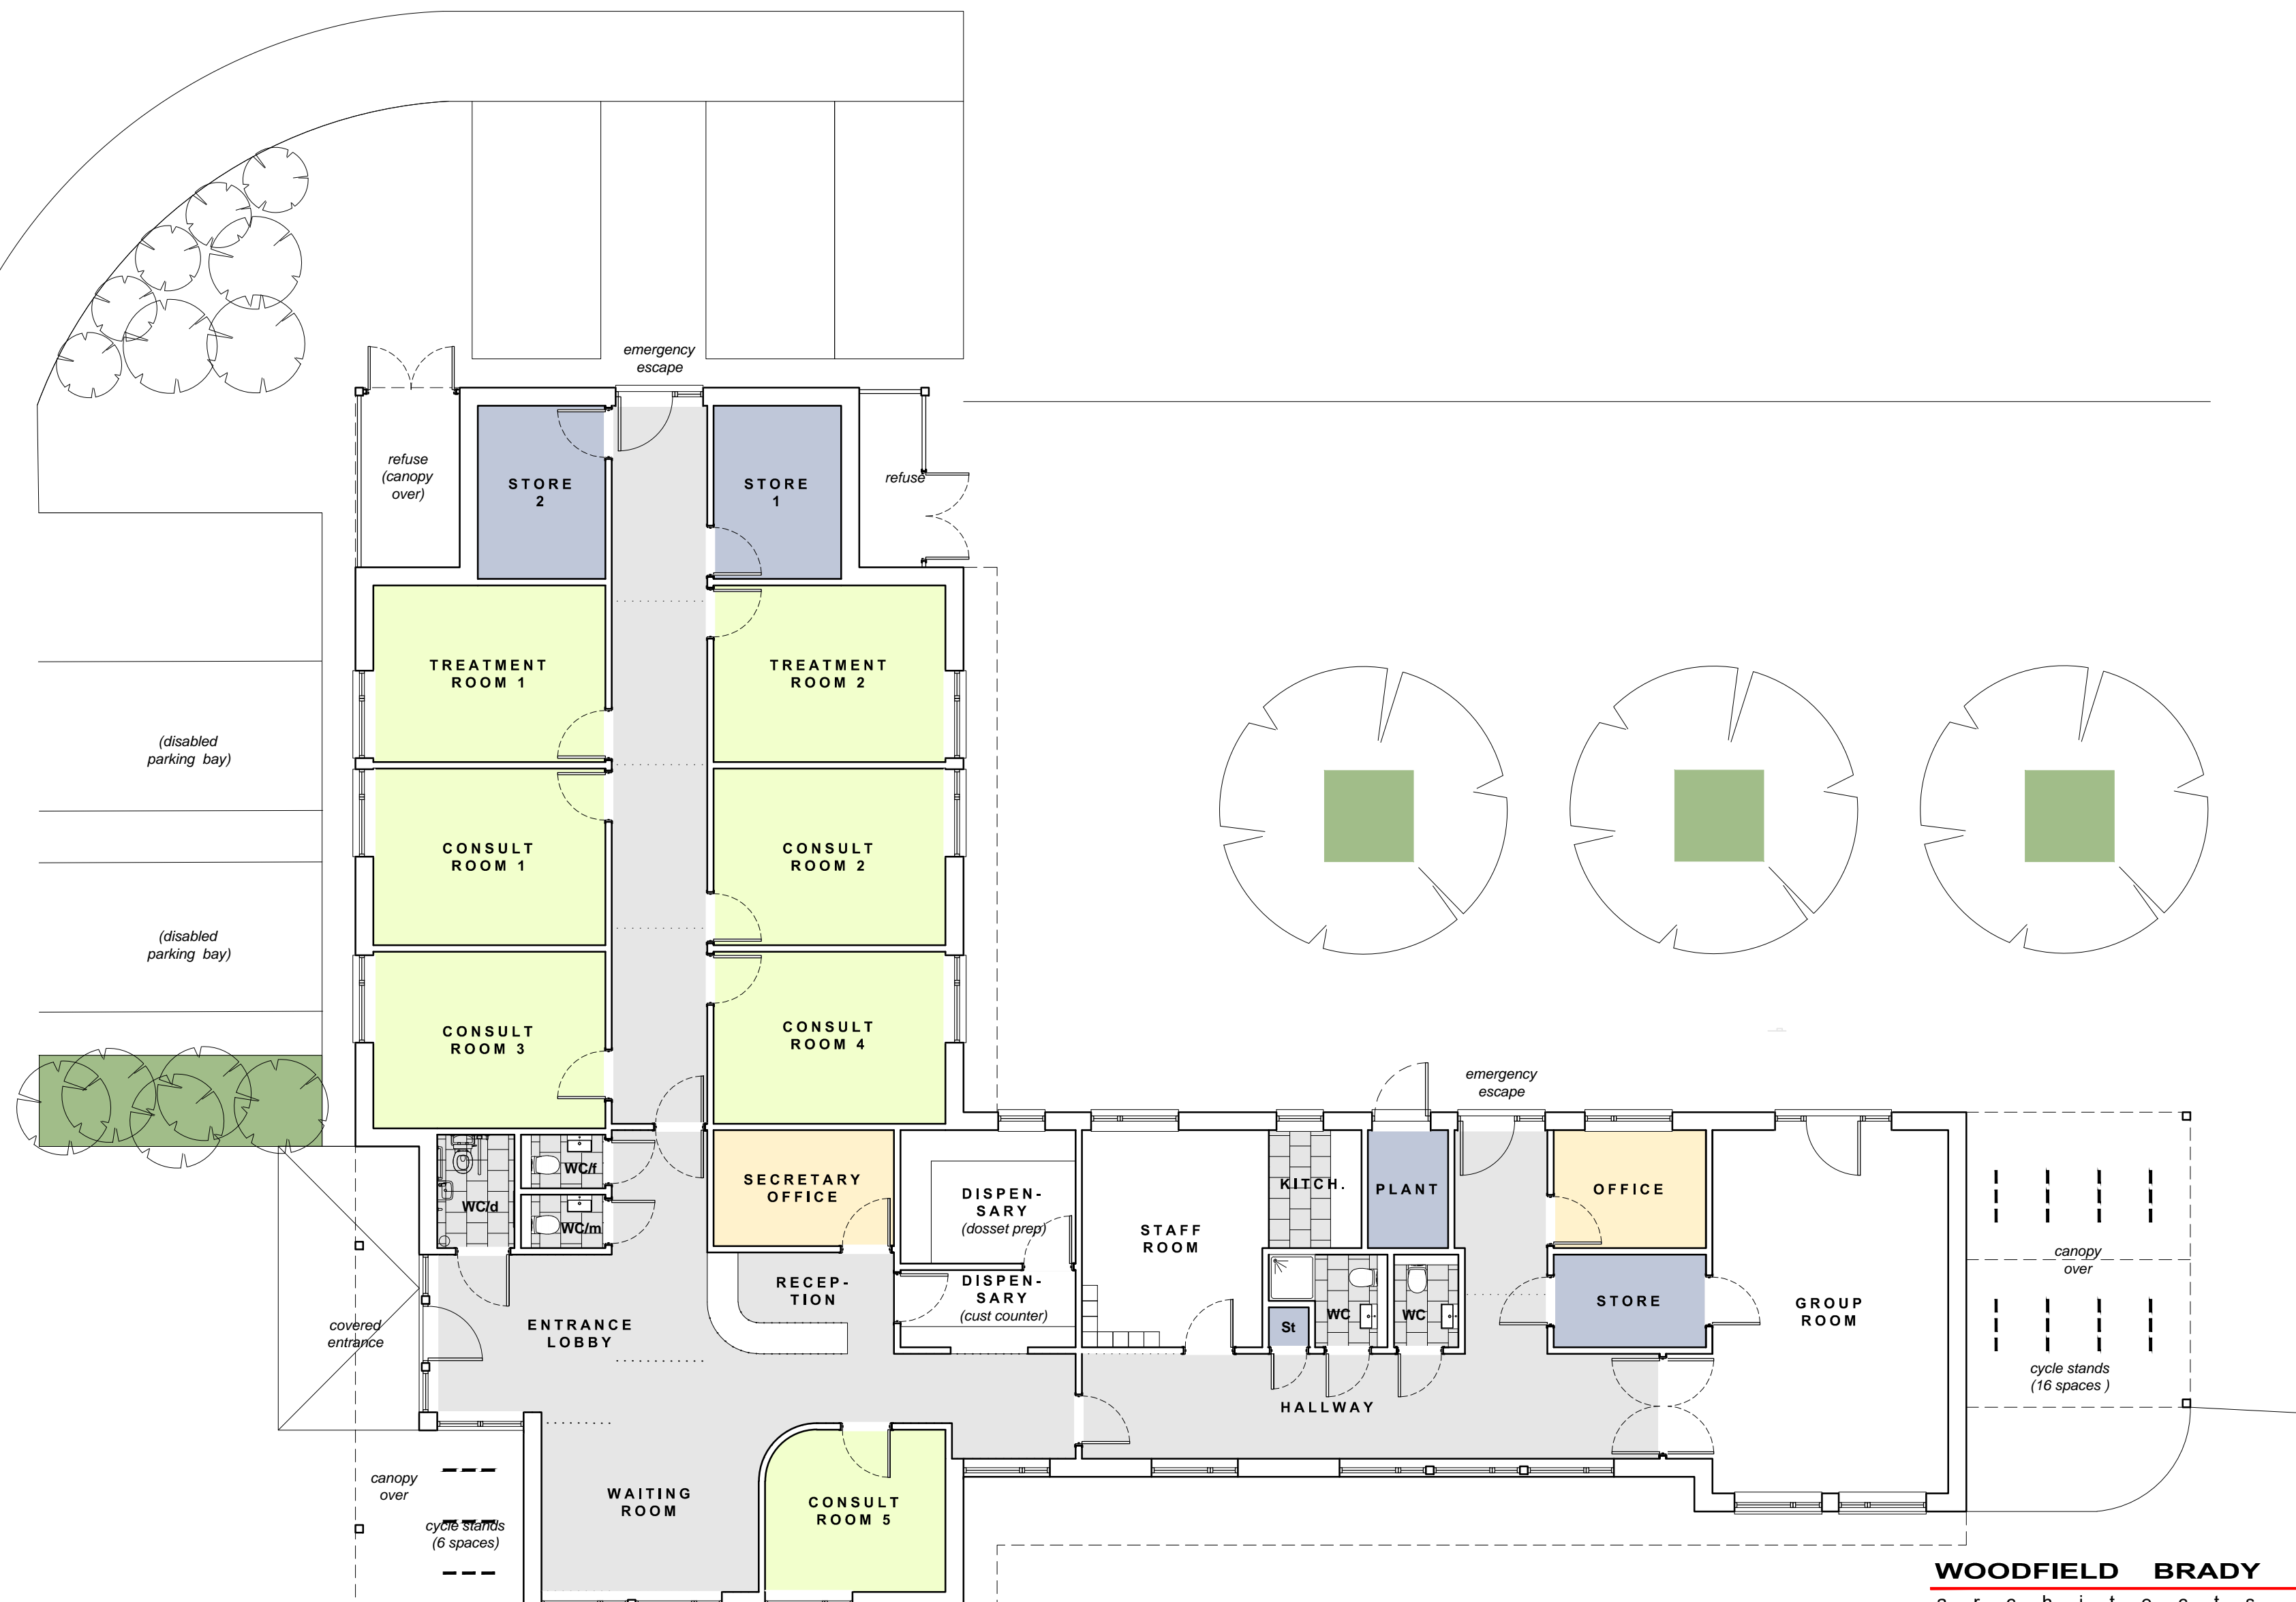 emergency
escape
refuse
(canopy
over)
STORE
2
STORE
1
refuse
TREATMENT
ROOM 1
TREATMENT
ROOM 2
(disabled
parking bay)
CONSULT
ROOM 1
CONSULT
ROOM 2
(disabled
parking bay)
CONSULT
ROOM 3
CONSULT
ROOM 4
emergency
escape
WC/f
WC/d
WC/m
SECRETARY
OFFICE
DISPEN-
SARY
(dosset prep)
STAFF
ROOM
KITCH.
PLANT
OFFICE
canopy
over
RECEP-
TION
DISPEN-
SARY
(cust counter)
covered
entrance
ENTRANCE
LOBBY
St
WC
WC
STORE
GROUP
ROOM
cycle stands
(16 spaces )
HALLWAY
canopy
over
cycle stands
(6 spaces)
WAITING
ROOM
CONSULT
ROOM 5
WOODFIELD BRADY
architects